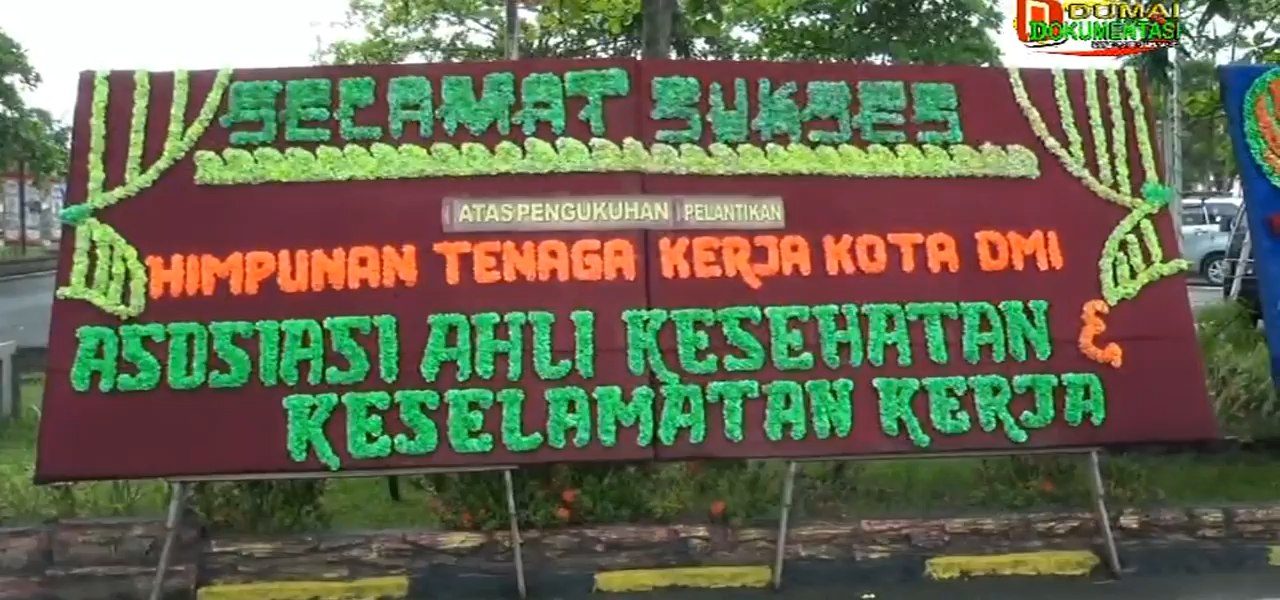 DUMAI
DOKUMENTASI
SELAMAT SUKSES
ATAS PENGUKUHAN PELANTIKAN
HIMPUNAN TENAGA KERJA KOTA DMI
ASOSIASI AHLI KESEHATAN &
KESELAMATAN KERJA